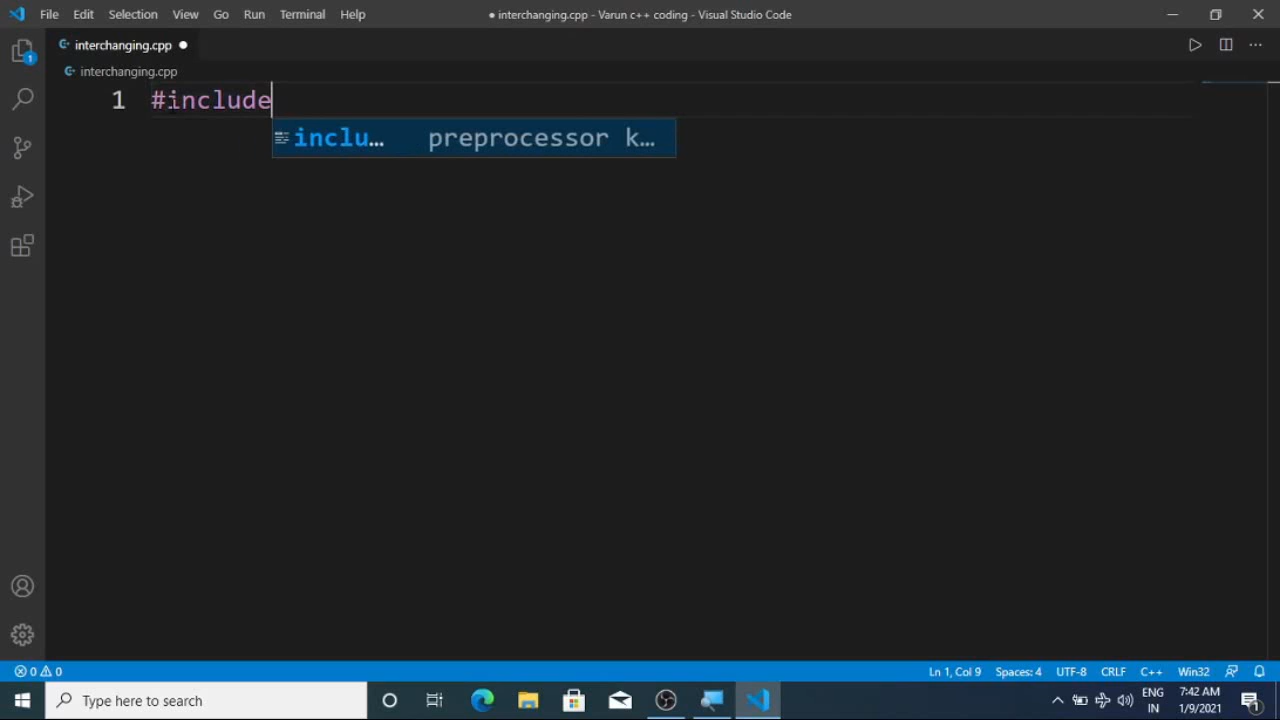 File Edit Selection View Go Run Terminal Help
● interchanging.cpp - Varun c++ coding - Visual Studio Code
interchanging.cpp ●
interchanging.cpp
1 #include
inclu… preprocessor k…
1
0 0
Ln 1, Col 9 Spaces: 4 UTF-8 CRLF C++ Win32
Type here to search
ENG
IN
7:42 AM
1/9/2021
1